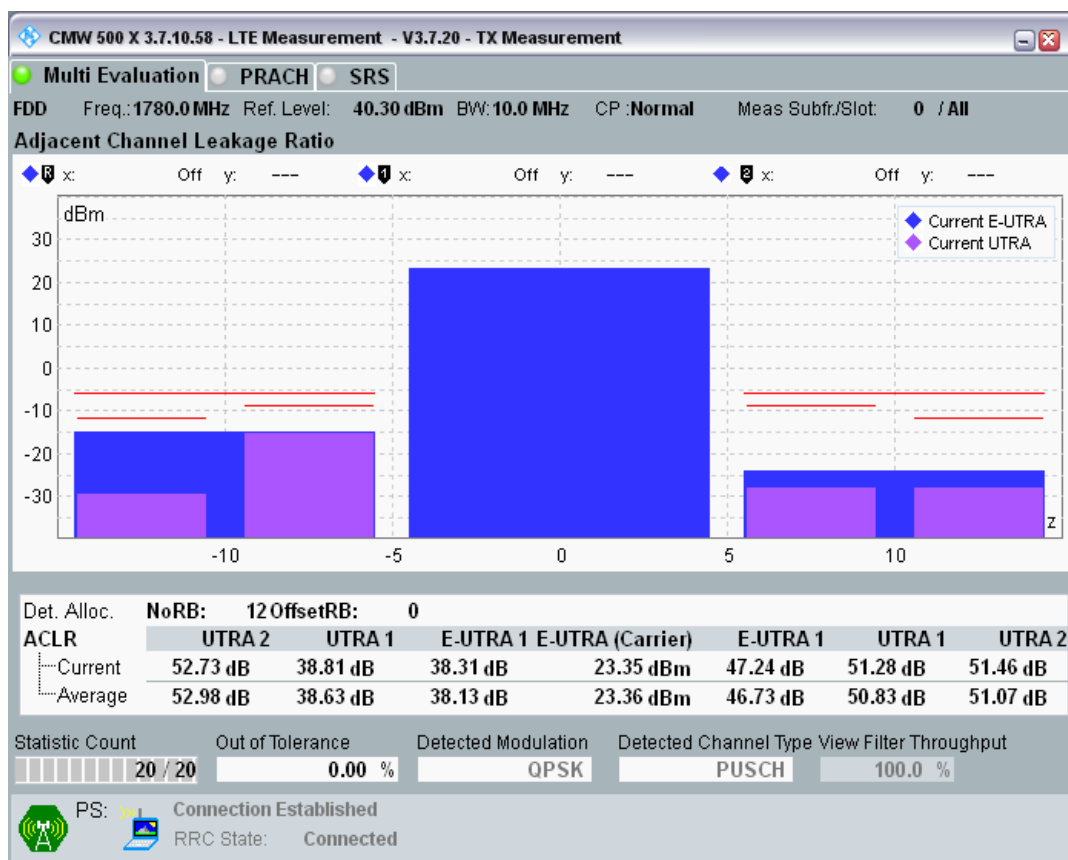 CMW 500 X 3.7.10.58 - LTE Measurement - V3.7.20 - TX Measurement
Multi Evaluation PRACH SRS
FDD Freq.: 1780.0 MHz Ref. Level: 40.30 dBm BW: 10.0 MHz CP :Normal Meas Subfr./Slot: 0 / All
Adjacent Channel Leakage Ratio
R x: Off y: --- 1 x: Off y: --- 2 x: Off y: ---
dBm
Current E-UTRA
Current UTRA
30
20
10
0
-10
-20
-30
z
-10 -5 0 5 10
Det. Alloc. NoRB: 12 OffsetRB: 0
ACLR UTRA 2 UTRA 1 E-UTRA 1 E-UTRA (Carrier) E-UTRA 1 UTRA 1 UTRA 2
Current 52.73 dB 38.81 dB 38.31 dB 23.35 dBm 47.24 dB 51.28 dB 51.46 dB
Average 52.98 dB 38.63 dB 38.13 dB 23.36 dBm 46.73 dB 50.83 dB 51.07 dB
Statistic Count Out of Tolerance Detected Modulation Detected Channel Type View Filter Throughput
20 / 20 0.00 % QPSK PUSCH 100.0 %
PS: Connection Established
RRC State: Connected